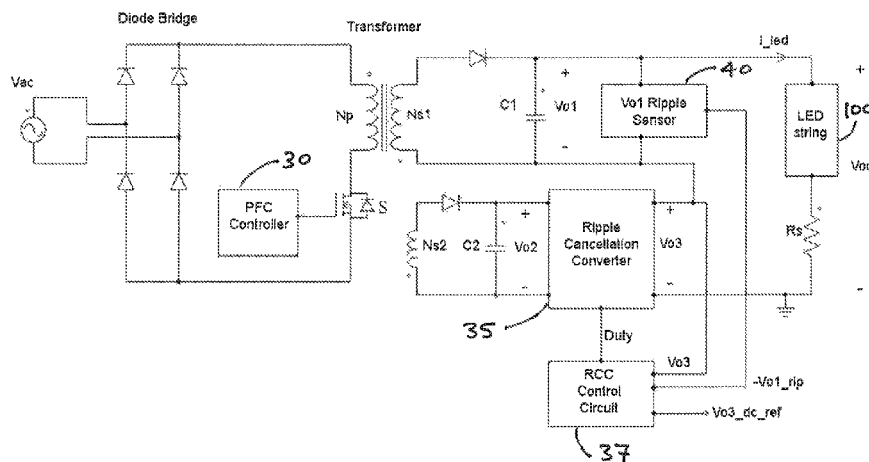 Diode Bridge
Transformer
Vac
Np
Ns1
C1
+
Vo1
-
Vo1 Ripple
Sensor
40
i_led
LED
string
100
+
Rs
-
30
PFC
Controller
S
Ns2
C2
+
Vo2
-
Ripple
Cancellation
Converter
+
Vo3
-
35
Duty
RCC
Control
Circuit
Vo3
-Vo1_rip
Vo3_dc_ref
37